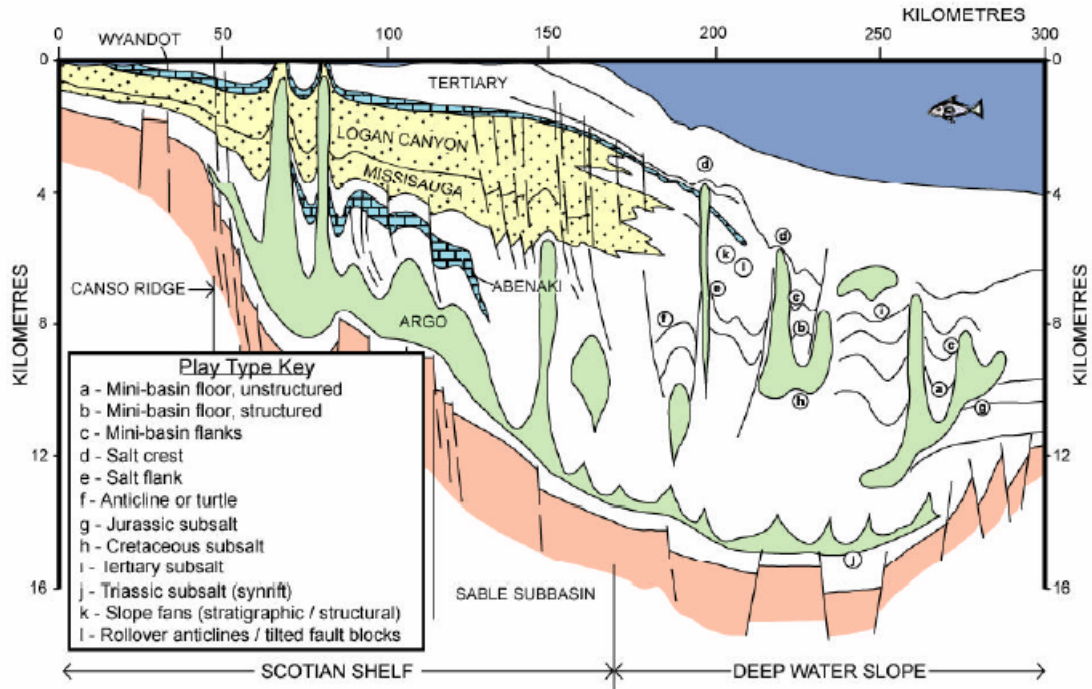 KILOMETRES
0 50 100 150 200 250 300
WYANDOT
0 0
TERTIARY
LOGAN CANYON
MISSISAUGA
d
4 4
d
k l
ABENAKI
e
CANSO RIDGE
c i
f
ARGO
b
8 8
c
a
h
g
KILOMETRES
KILOMETRES
Play Type Key
a - Mini-basin floor, unstructured
b - Mini-basin floor, structured
c - Mini-basin flanks
d - Salt crest
e - Salt flank
f - Anticline or turtle
g - Jurassic subsalt
h - Cretaceous subsalt
ı - Tertiary subsalt
j - Triassic subsalt (synrift)
k - Slope fans (stratigraphic / structural)
l - Rollover anticlines / tilted fault blocks
12 12
j
16 16
SABLE SUBBASIN
SCOTIAN SHELF
DEEP WATER SLOPE